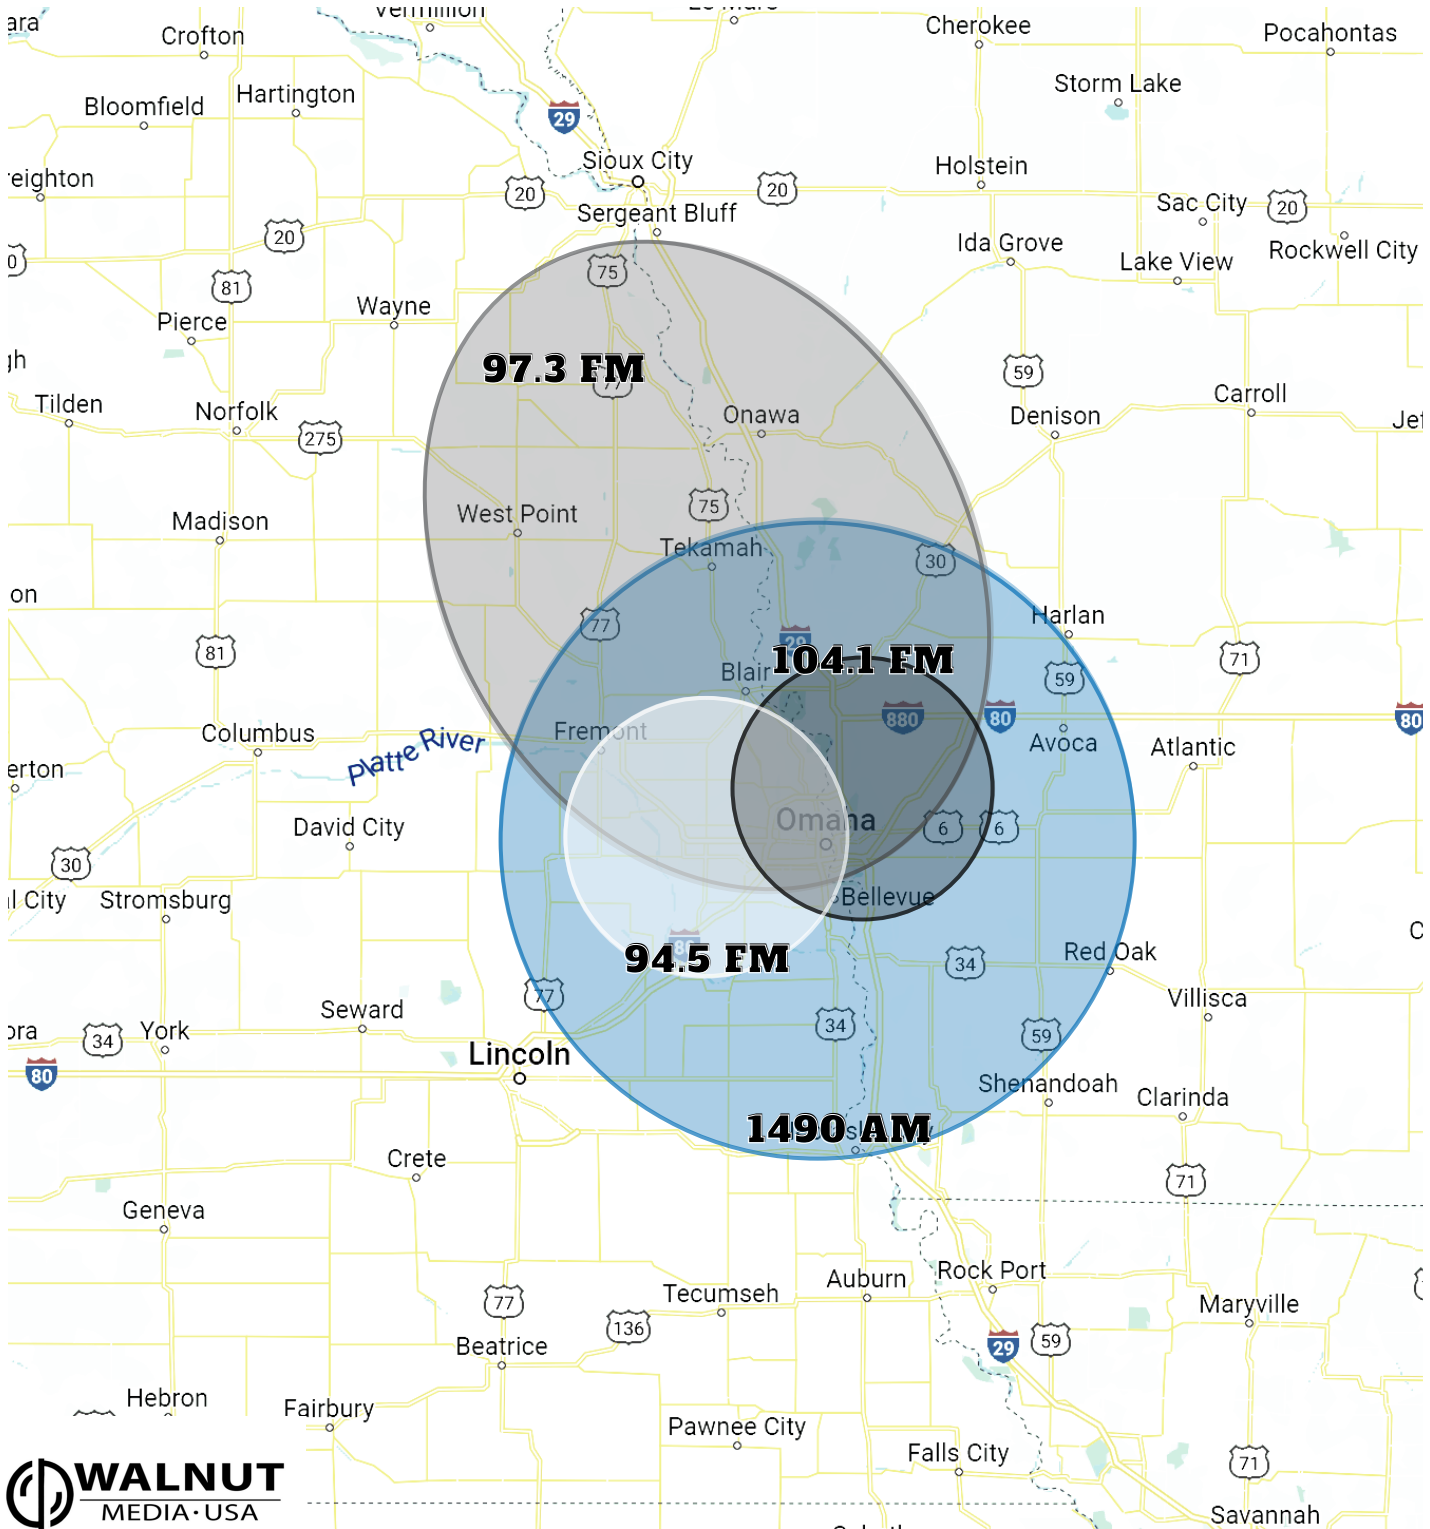 Vermillion
Cherokee
Pocahontas
Crofton
Storm Lake
Hartington
Bloomfield
29
Sioux City
Holstein
reighton
20
20
Sac City
20
Sergeant Bluff
20
Ida Grove
Rockwell City
Lake View
75
81
Wayne
Pierce
97.3 FM
59
Tilden
Norfolk
Onawa
Denison
Carroll
275
West Point
75
Madison
Tekamah
30
on
77
Harlan
29
81
104.1 FM
71
Blair
59
880
80
80
Columbus
Platte River
Fremont
Avoca
Atlantic
erton
David City
Omaha
6
6
30
l City
Stromsburg
Bellevue
94.5 FM
34
Red Oak
77
Villisca
Seward
34
York
34
59
Lincoln
80
Shenandoah
Clarinda
1490 AM
Crete
71
Geneva
Rock Port
Auburn
Tecumseh
77
136
Maryville
Beatrice
29
59
Hebron
Fairbury
Pawnee City
Falls City
71
WALNUT
MEDIA·USA
Savannah